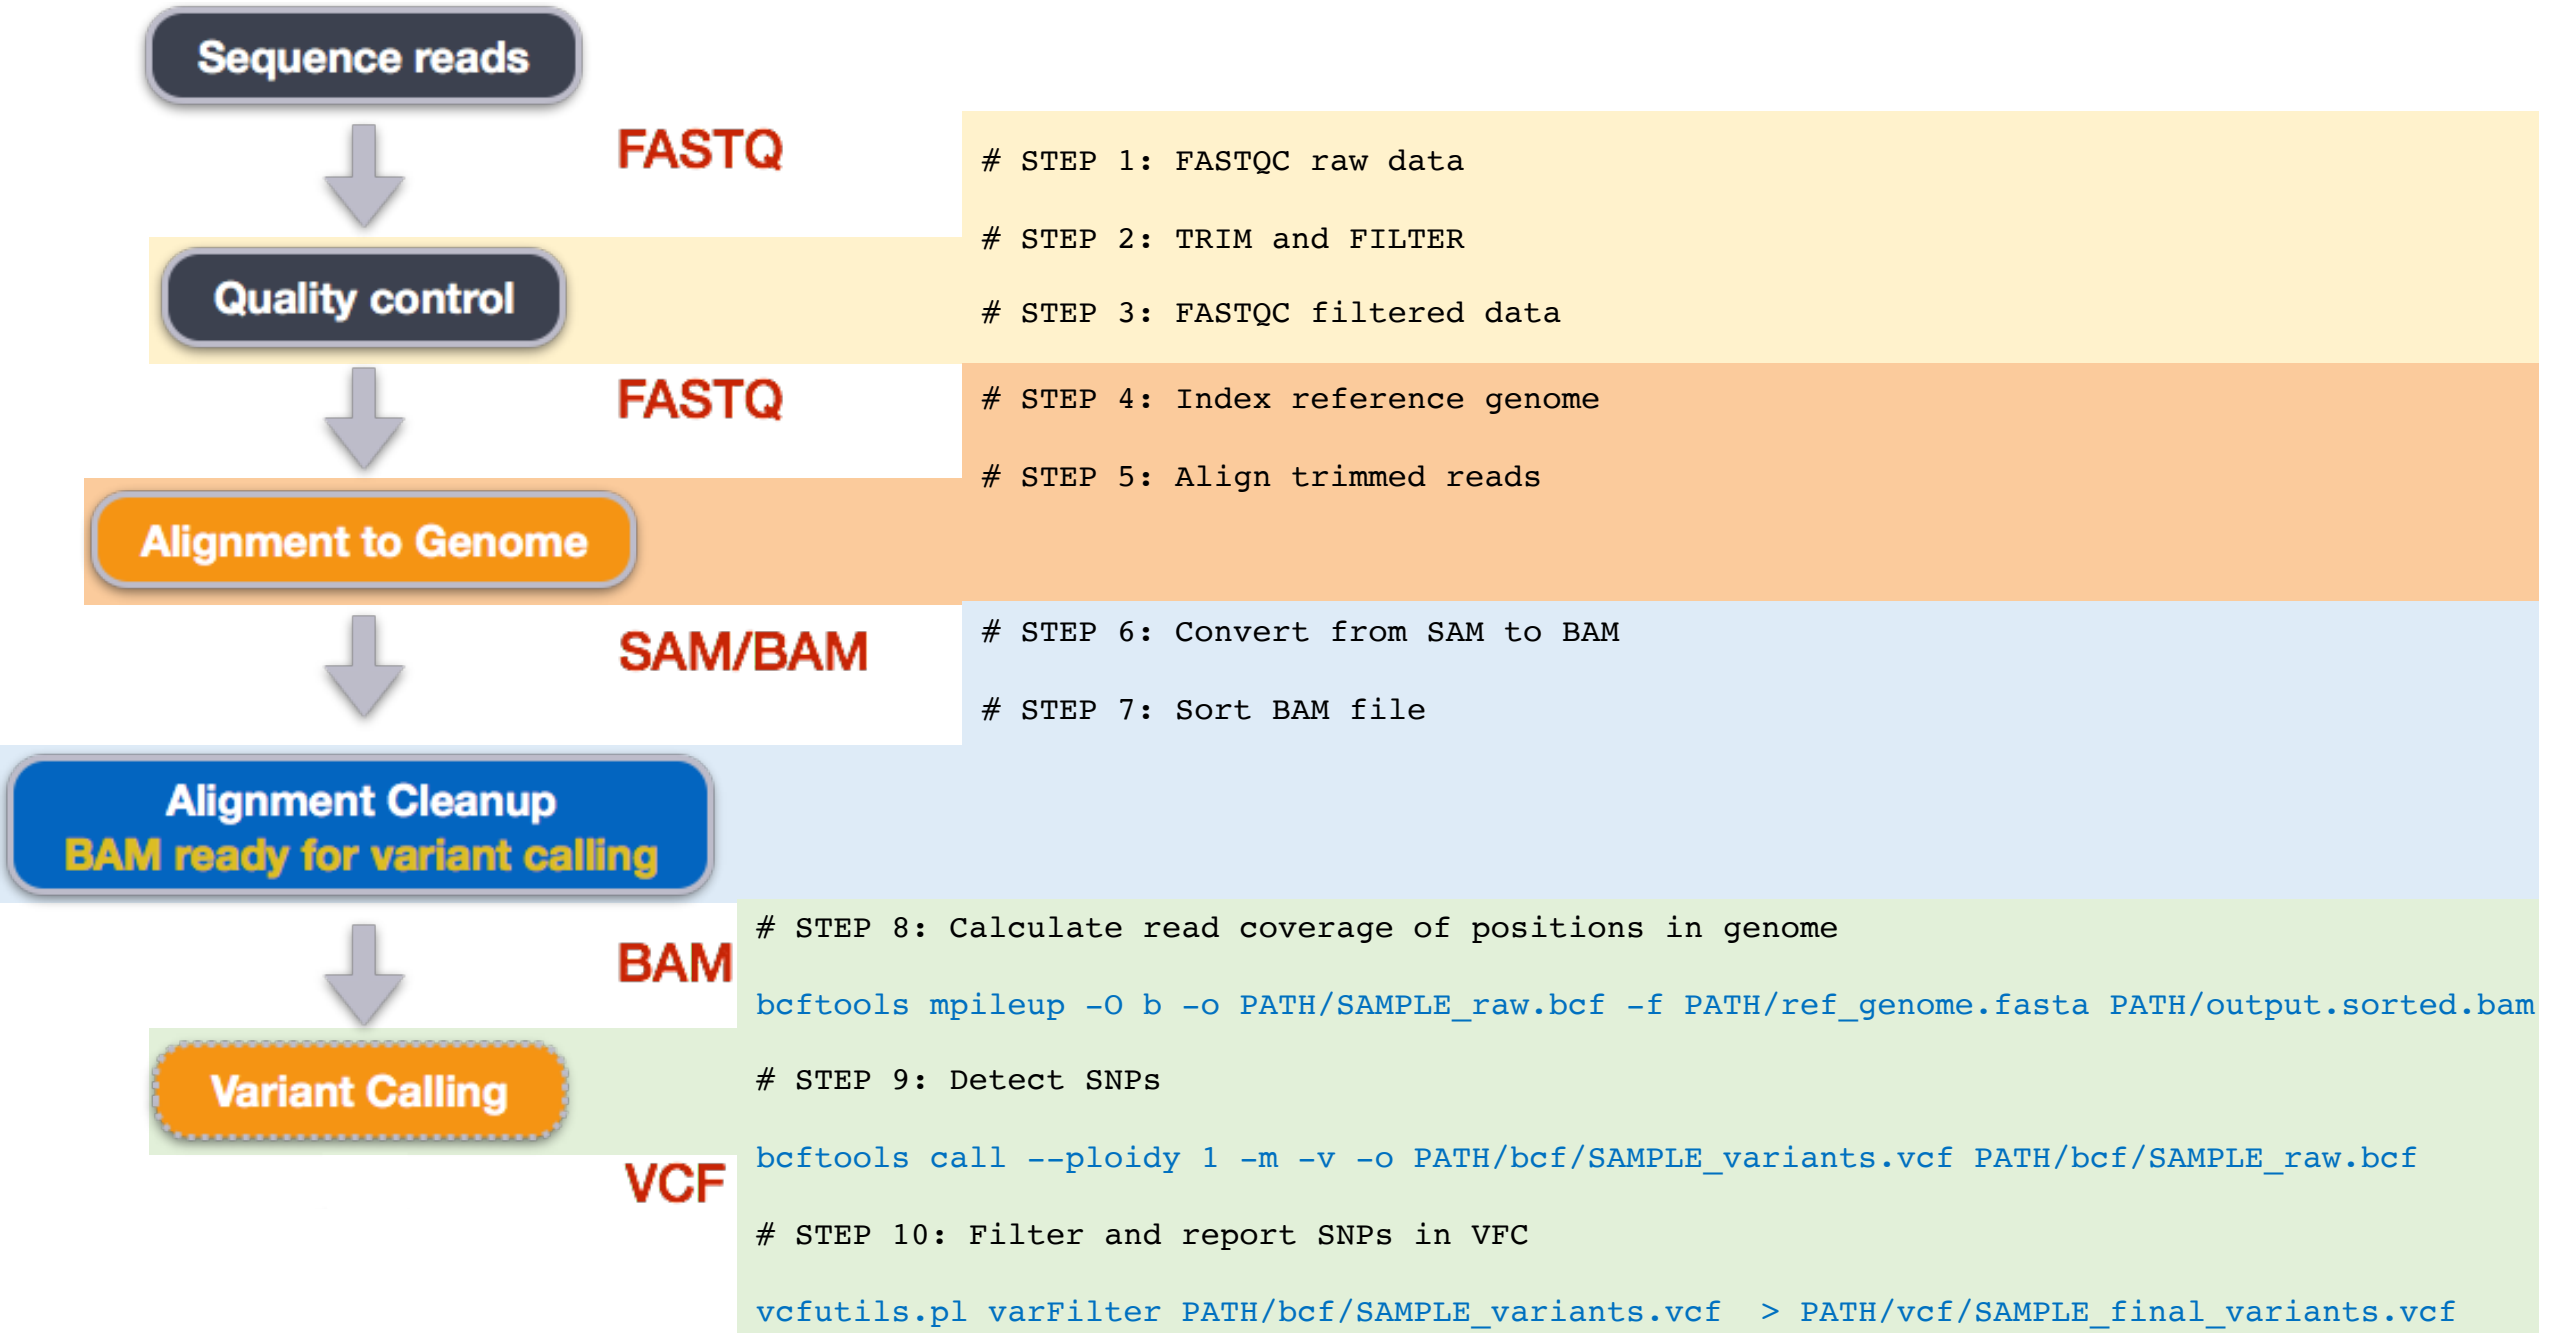 Sequence reads
FASTQ
# STEP 1: FASTQC raw data
# STEP 2: TRIM and FILTER
Quality control
# STEP 3: FASTQC filtered data
FASTQ
# STEP 4: Index reference genome
# STEP 5: Align trimmed reads
Alignment to Genome
SAM/BAM
# STEP 6: Convert from SAM to BAM
# STEP 7: Sort BAM file
Alignment Cleanup
BAM ready for variant calling
# STEP 8: Calculate read coverage of positions in genome
BAM
bcftools mpileup -O b -o PATH/SAMPLE_raw.bcf -f PATH/ref_genome.fasta PATH/output.sorted.bam
# STEP 9: Detect SNPs
Variant Calling
bcftools call --ploidy 1 -m -v -o PATH/bcf/SAMPLE_variants.vcf PATH/bcf/SAMPLE_raw.bcf
VCF
# STEP 10: Filter and report SNPs in VFC
vcfutils.pl varFilter PATH/bcf/SAMPLE_variants.vcf  > PATH/vcf/SAMPLE_final_variants.vcf